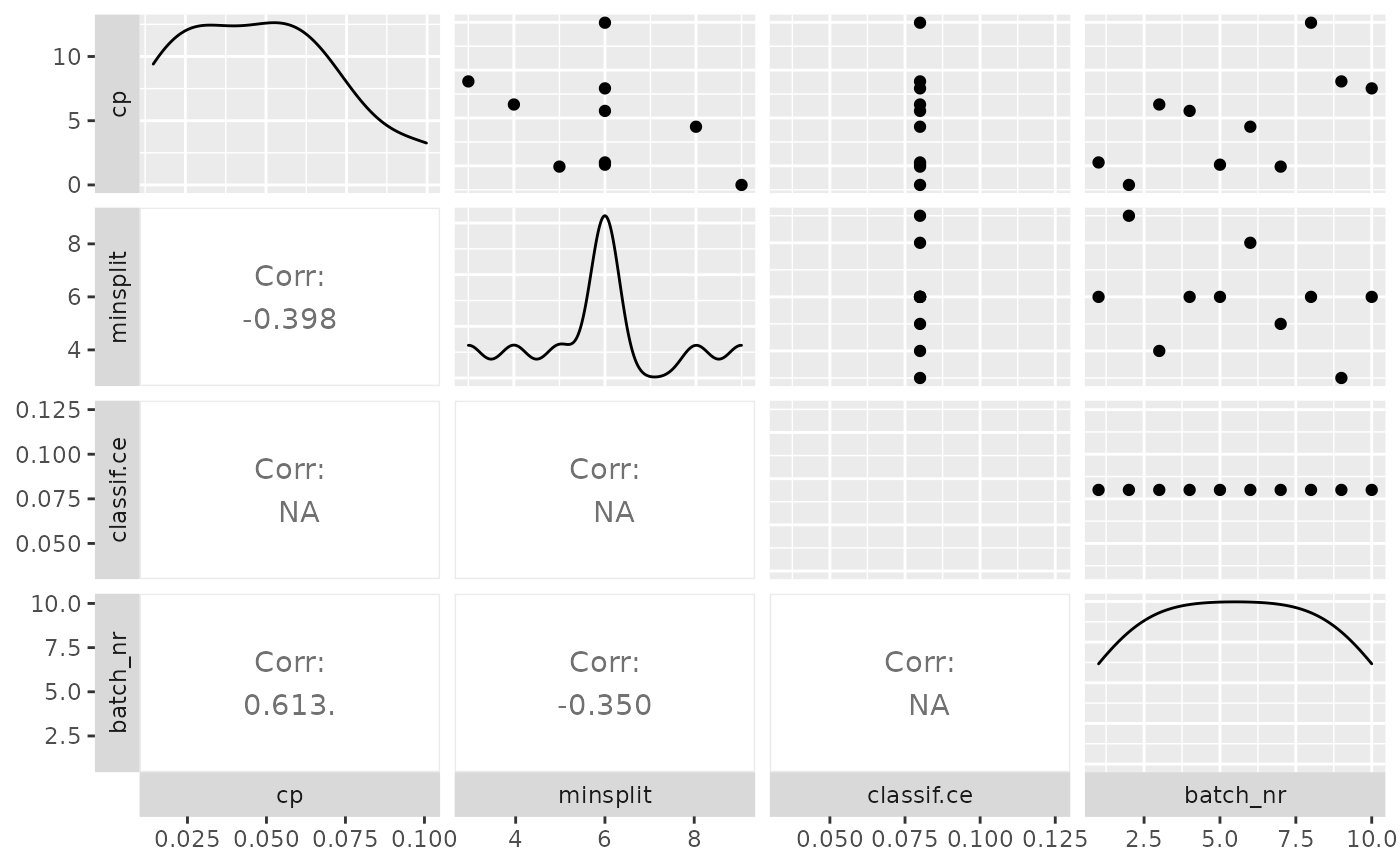 10
5
0
cp
8
6
4
minsplit
Corr:
-0.398
0.125
0.100
0.075
0.050
classif.ce
Corr:
NA
Corr:
NA
10.0
7.5
5.0
2.5
batch_nr
Corr:
0.613.
Corr:
-0.350
Corr:
NA
cp minsplit classif.ce batch_nr
0.025 0.050 0.075 0.100 4 6 8 0.050 0.075 0.100 0.125 2.5 5.0 7.5 10.0